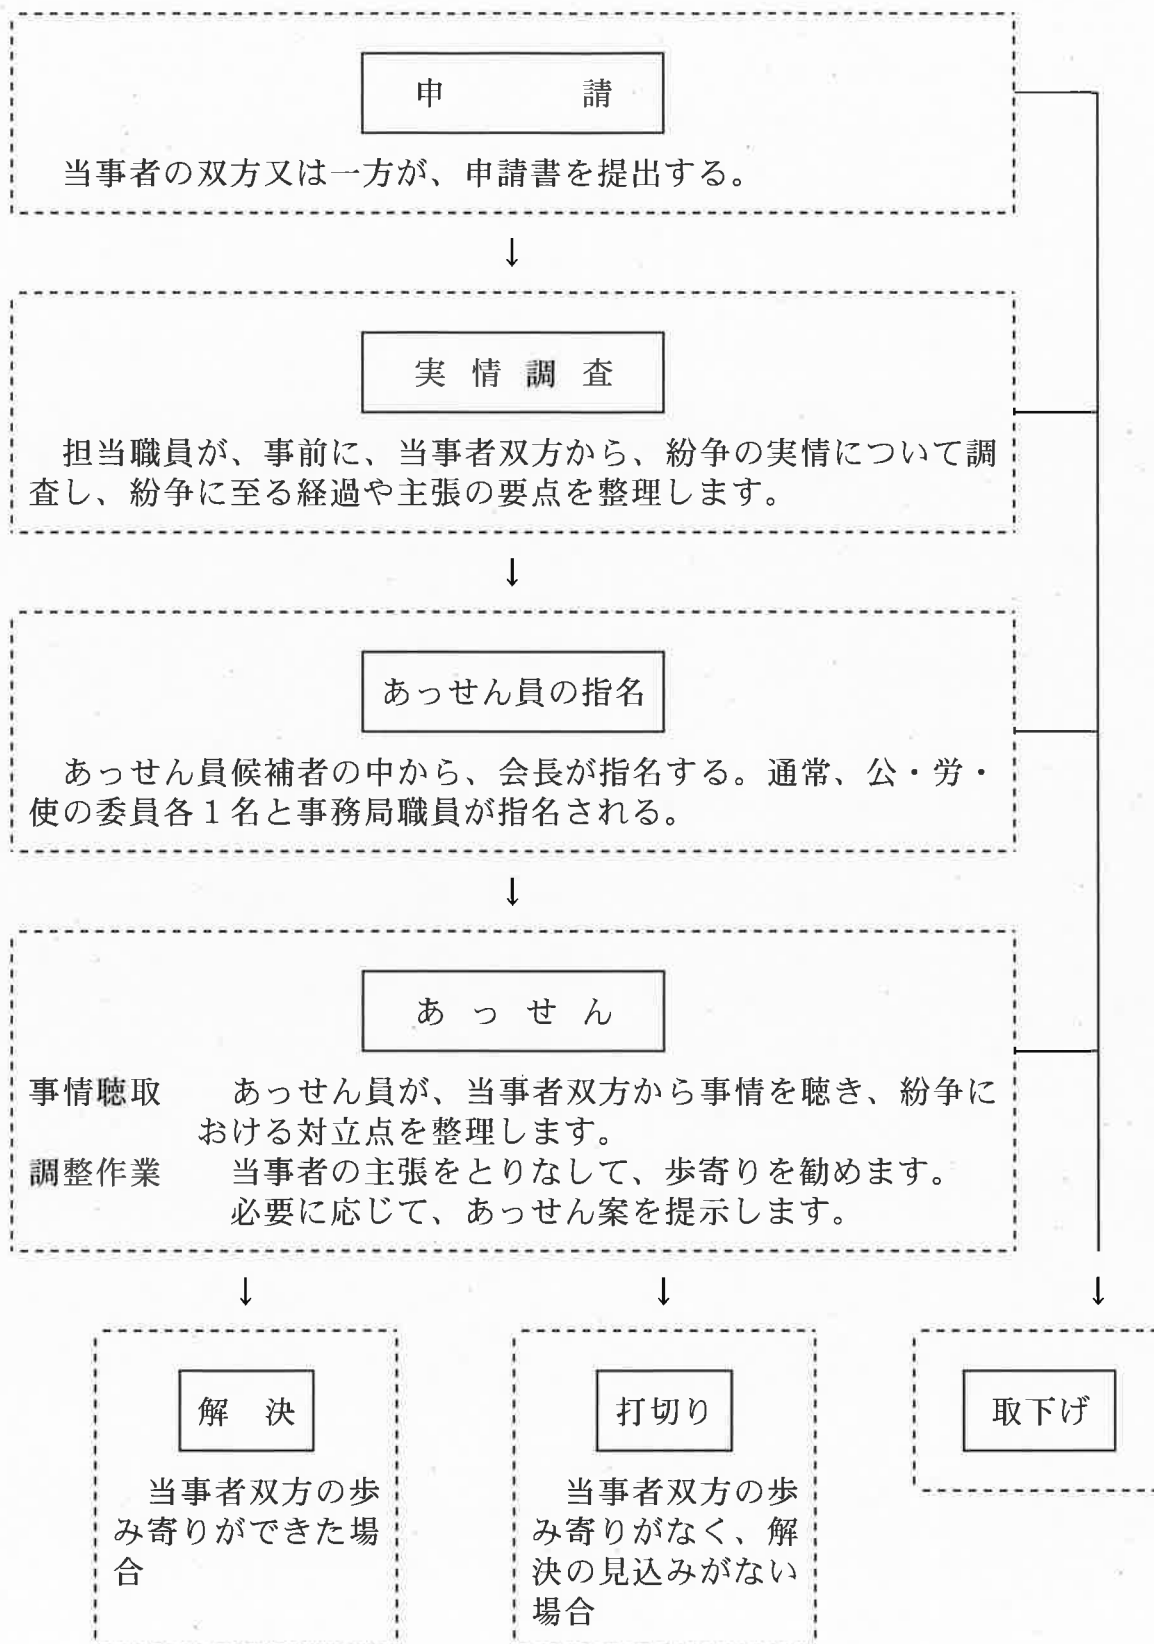 申　請
当事者の双方又は一方が、申請書を提出する。
↓
実情調査
担当職員が、事前に、当事者双方から、紛争の実情について調
査し、紛争に至る経過や主張の要点を整理します。
↓
あっせん員の指名
あっせん員候補者の中から、会長が指名する。通常、公・労・
使の委員各１名と事務局職員が指名される。
↓
あっせん
事情聴取　あっせん員が、当事者双方から事情を聴き、紛争に
おける対立点を整理します。
調整作業　当事者の主張をとりなして、歩寄りを勧めます。
必要に応じて、あっせん案を提示します。
↓　↓　↓
解　決
当事者双方の歩
み寄りができた場
合
打切り
当事者双方の歩
み寄りがなく、解
決の見込みがない
場合
取下げ